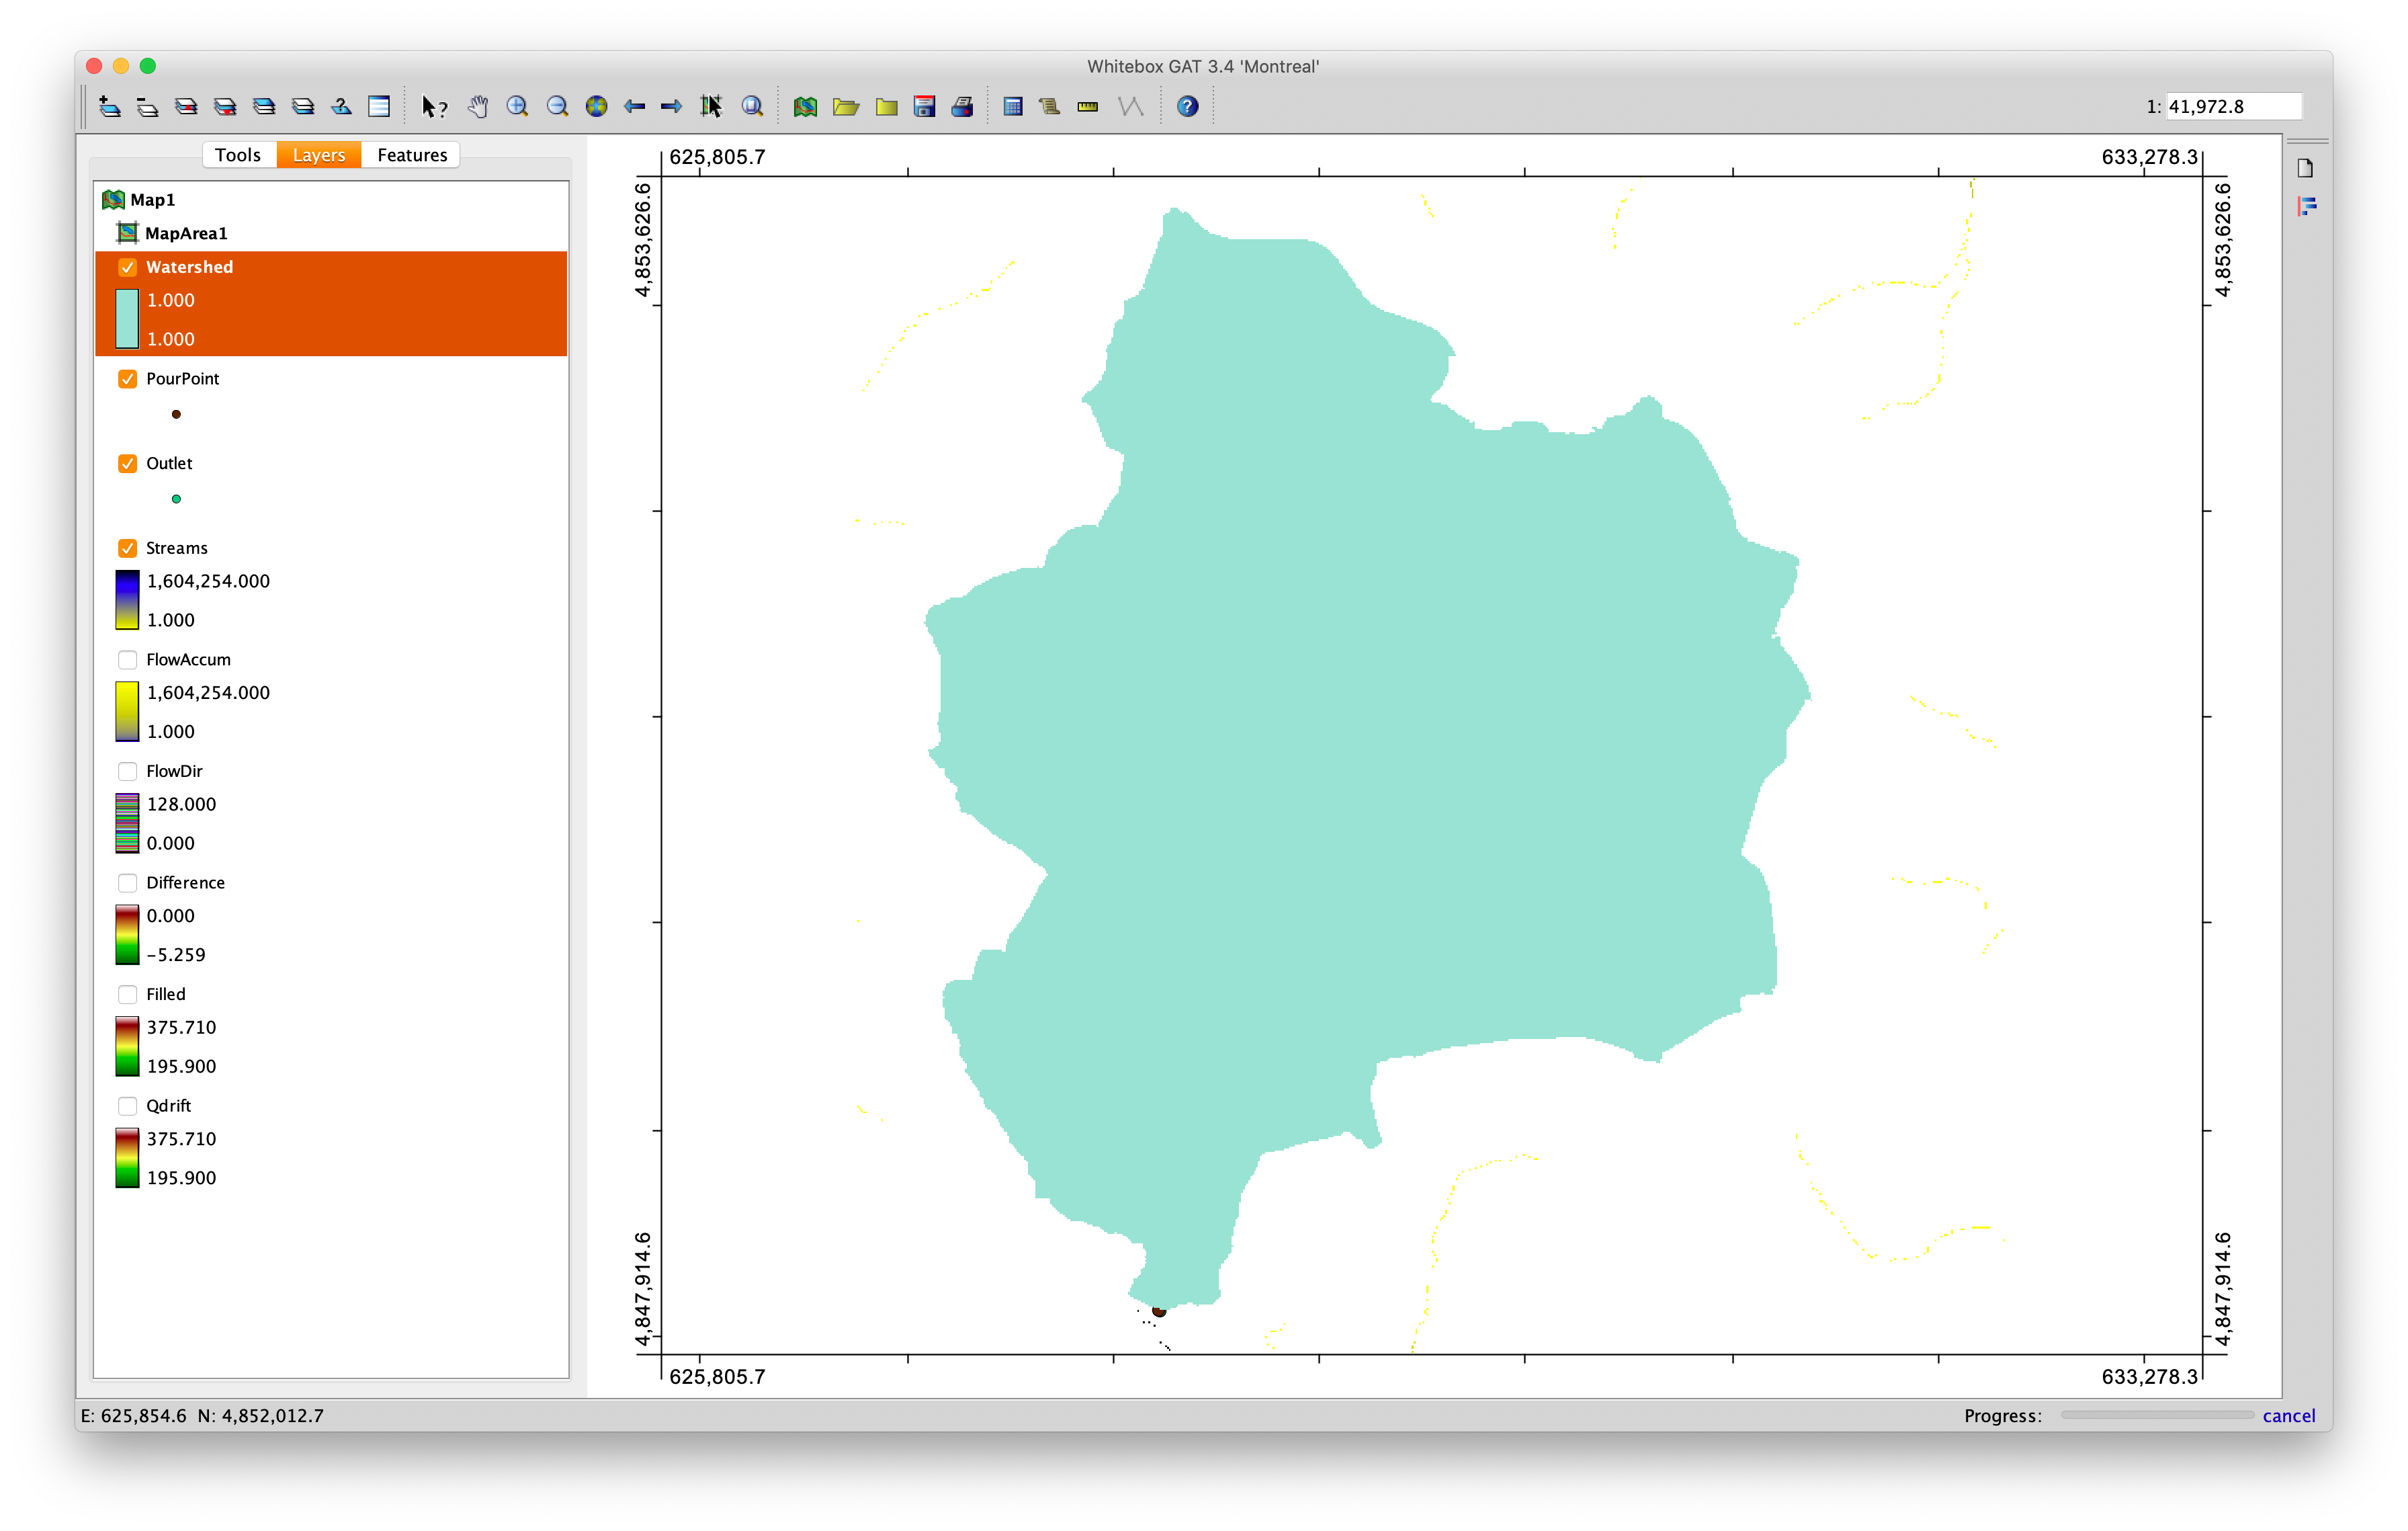 Whitebox GAT 3.4 'Montreal'
1: 41,972.8
Tools Layers Features
Map1
MapArea1
Watershed
1.000
1.000
PourPoint
Outlet
Streams
1,604,254.000
1.000
FlowAccum
1,604,254.000
1.000
FlowDir
128.000
0.000
Difference
0.000
-5.259
Filled
375.710
195.900
Qdrift
375.710
195.900
625,805.7 633,278.3
4,853,626.6 4,853,626.6
4,847,914.6 4,847,914.6
625,805.7 633,278.3
E: 625,854.6 N: 4,852,012.7 Progress: cancel